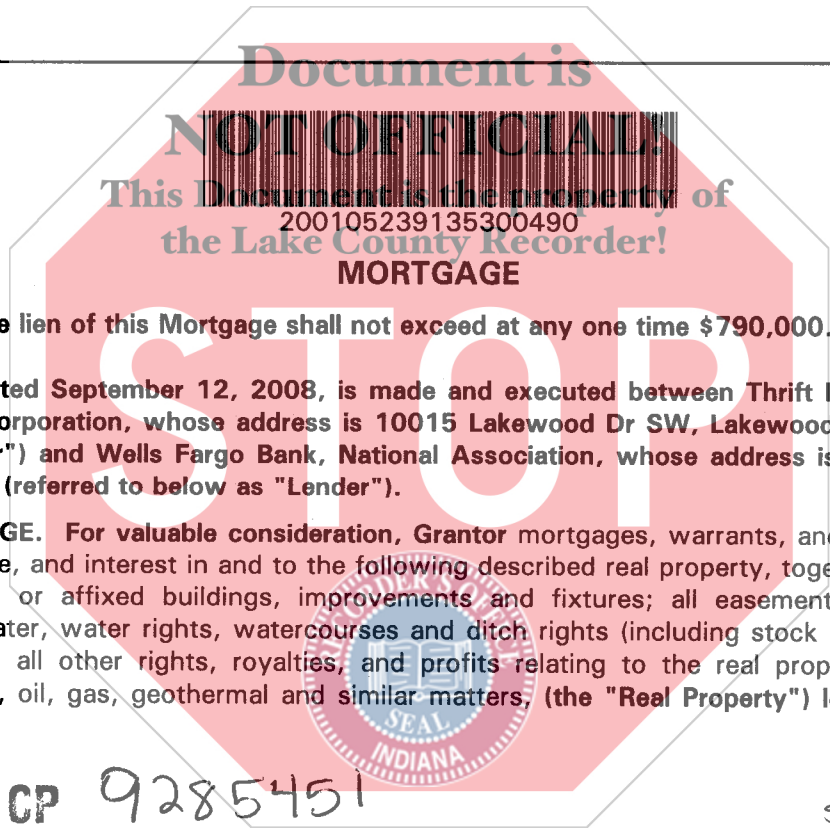 Document is
NOT OFFICIAL!
This Document is the property of
200105239135300490
the Lake County Recorder!
MORTGAGE
e lien of this Mortgage shall not exceed at any one time $790,000.
STOP
ted September 12, 2008, is made and executed between Thrift
orporation, whose address is 10015 Lakewood Dr SW, Lakewood
") and Wells Fargo Bank, National Association, whose address is
(referred to below as "Lender").
GE. For valuable consideration, Grantor mortgages, warrants, and
e, and interest in and to the following described real property, toge
or affixed buildings, improvements and fixtures; all easement
ater, water rights, watercourses and ditch rights (including stock
all other rights, royalties, and profits relating to the real prop
, oil, gas, geothermal and similar matters, (the "Real Property") l
RECORDER'S OFFICE
SEAL
INDIANA
CP 9285451